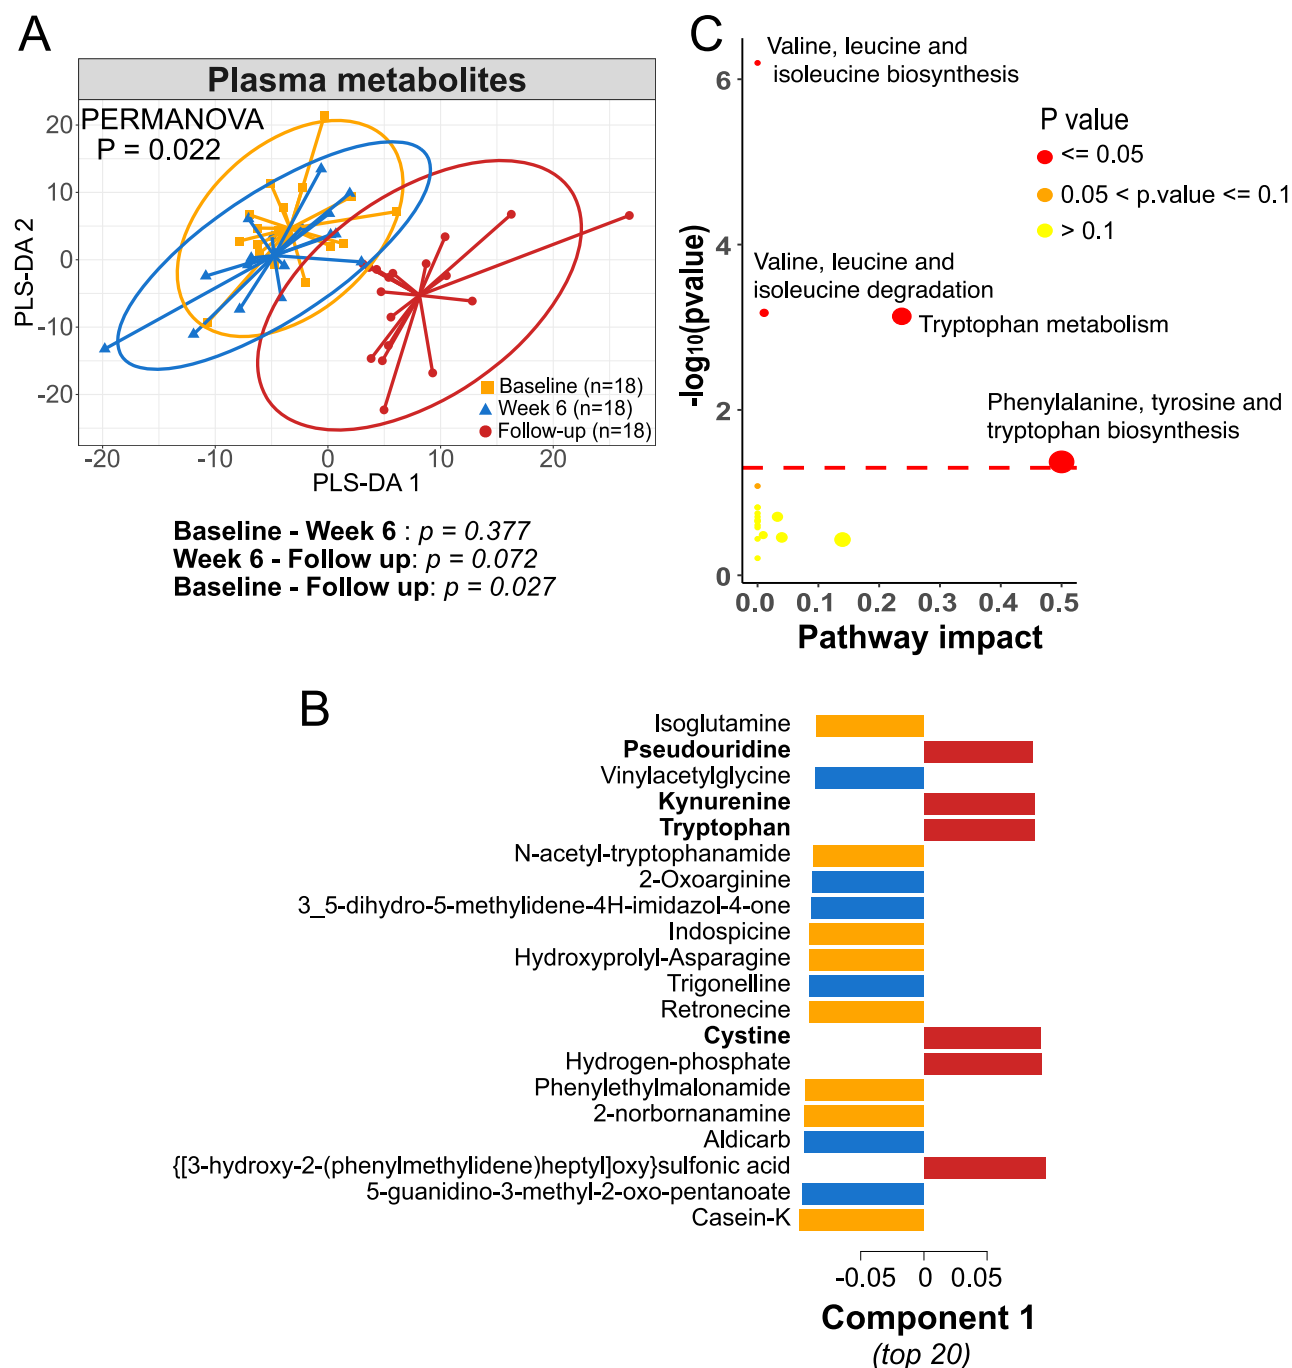 A
Plasma metabolites
PERMANOVA
P = 0.022
20
10
0
-10
-20
PLS-DA 2
Baseline (n=18)
Week 6 (n=18)
Follow-up (n=18)
-20
-10
0
10
20
PLS-DA 1
Baseline - Week 6 : p = 0.377
Week 6 - Follow up: p = 0.072
Baseline - Follow up: p = 0.027
C
Valine, leucine and
isoleucine biosynthesis
P value
<= 0.05
0.05 < p.value <= 0.1
> 0.1
Valine, leucine and
isoleucine degradation
Tryptophan metabolism
Phenylalanine, tyrosine and
tryptophan biosynthesis
6
4
2
0
-log10(pvalue)
0.0
0.1
0.2
0.3
0.4
0.5
Pathway impact
B
Isoglutamine
Pseudouridine
Vinylacetylglycine
Kynurenine
Tryptophan
N-acetyl-tryptophanamide
2-Oxoarginine
3_5-dihydro-5-methylidene-4H-imidazol-4-one
Indospicine
Hydroxyprolyl-Asparagine
Trigonelline
Retronecine
Cystine
Hydrogen-phosphate
Phenylethylmalonamide
2-norbornanamine
Aldicarb
{[3-hydroxy-2-(phenylmethylidene)heptyl]oxy}sulfonic acid
5-guanidino-3-methyl-2-oxo-pentanoate
Casein-K
-0.05
0
0.05
Component 1
(top 20)